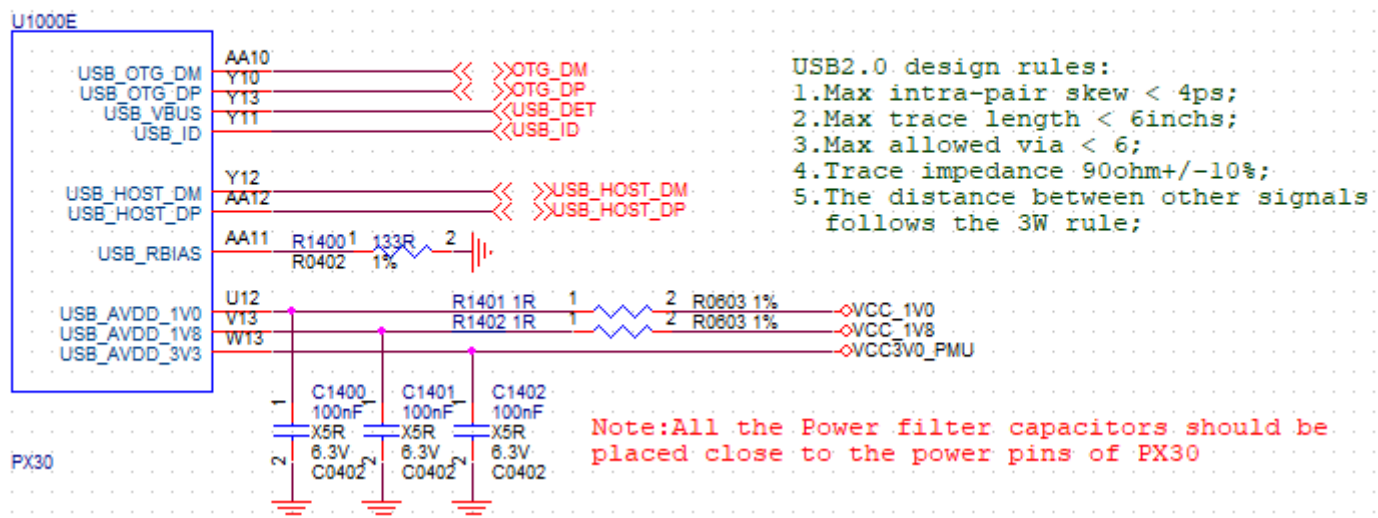 U1000E
USB_OTG_DM AA10 OTG_DM
USB_OTG_DP Y10 OTG_DP
USB_VBUS Y13 USB_DET
USB_ID Y11 USB_ID
USB_HOST_DM Y12 USB_HOST_DM
USB_HOST_DP AA12 USB_HOST_DP
USB_RBIAS AA11 R1400 1 133R 2
R0402 1%
USB_AVDD_1V0 U12 R1401 1R 1 2 R0603 1% VCC_1V0
USB_AVDD_1V8 V13 R1402 1R 1 2 R0603 1% VCC_1V8
USB_AVDD_3V3 W13 VCC3V0_PMU
USB2.0 design rules:
1.Max intra-pair skew < 4ps;
2.Max trace length < 6inchs;
3.Max allowed via < 6;
4.Trace impedance 90ohm+/-10%;
5.The distance between other signals
follows the 3W rule;
C1400 C1401 C1402
1 100nF 1 100nF 1 100nF
X5R X5R X5R
6.3V 6.3V 6.3V
2 C0402 2 C0402 2 C0402
Note:All the Power filter capacitors should be
placed close to the power pins of PX30
PX30